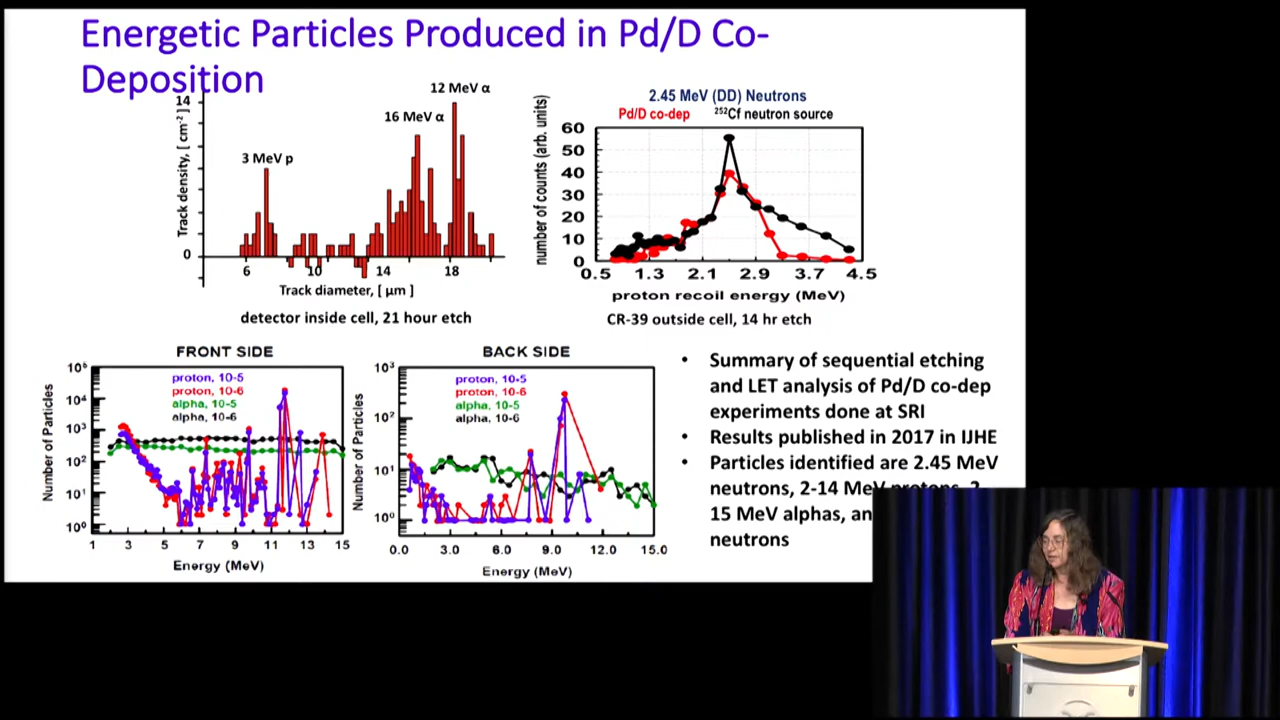 Energetic Particles Produced in Pd/D Co-
Deposition
12 MeV α
16 MeV α
3 MeV p
Track density, [ cm⁻² ]
14
0
6
10
14
18
Track diameter, [ μm ]
detector inside cell, 21 hour etch
2.45 MeV (DD) Neutrons
Pd/D co-dep
²⁵²Cf neutron source
number of counts (arb. units)
60
50
40
30
20
10
0
0.5
1.3
2.1
2.9
3.7
4.5
proton recoil energy (MeV)
CR-39 outside cell, 14 hr etch
FRONT SIDE
proton, 10-5
proton, 10-6
alpha, 10-5
alpha, 10-6
Number of Particles
10⁵
10⁴
10³
10²
10¹
10⁰
1
3
5
7
9
11
13
15
Energy (MeV)
BACK SIDE
proton, 10-5
proton, 10-6
alpha, 10-5
alpha, 10-6
Number of Particles
10³
10²
10¹
10⁰
0.0
3.0
6.0
9.0
12.0
15.0
Energy (MeV)
• Summary of sequential etching
and LET analysis of Pd/D co-dep
experiments done at SRI
• Results published in 2017 in IJHE
• Particles identified are 2.45 MeV
neutrons, 2-14 MeV protons, 2-
15 MeV alphas, an
neutrons